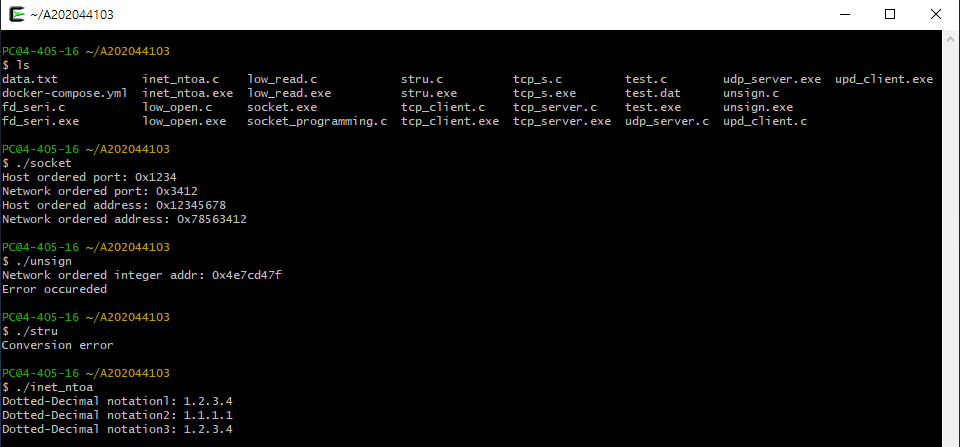 ~/A202044103
PC@4-405-16 ~/A202044103
$ ls
data.txt inet_ntoa.c low_read.c stru.c tcp_s.c test.c udp_server.exe upd_client.exe
docker-compose.yml inet_ntoa.exe low_read.exe stru.exe tcp_s.exe test.dat unsign.c
fd_seri.c low_open.c socket.exe tcp_client.c tcp_server.c test.exe unsign.exe
fd_seri.exe low_open.exe socket_programming.c tcp_client.exe tcp_server.exe udp_server.c upd_client.c
PC@4-405-16 ~/A202044103
$ ./socket
Host ordered port: 0x1234
Network ordered port: 0x3412
Host ordered address: 0x12345678
Network ordered address: 0x78563412
PC@4-405-16 ~/A202044103
$ ./unsign
Network ordered integer addr: 0x4e7cd47f
Error occureded
PC@4-405-16 ~/A202044103
$ ./stru
Conversion error
PC@4-405-16 ~/A202044103
$ ./inet_ntoa
Dotted-Decimal notation1: 1.2.3.4
Dotted-Decimal notation2: 1.1.1.1
Dotted-Decimal notation3: 1.2.3.4